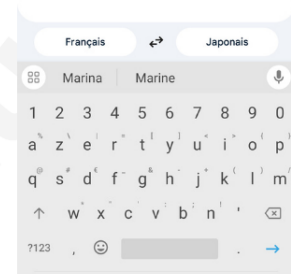 Français Japonais
Marina Marine
1 2 3 4 5 6 7 8 9 0
a z e r t y u i o p
q s d f g h j k l m
w x c v b n '
?123 , .